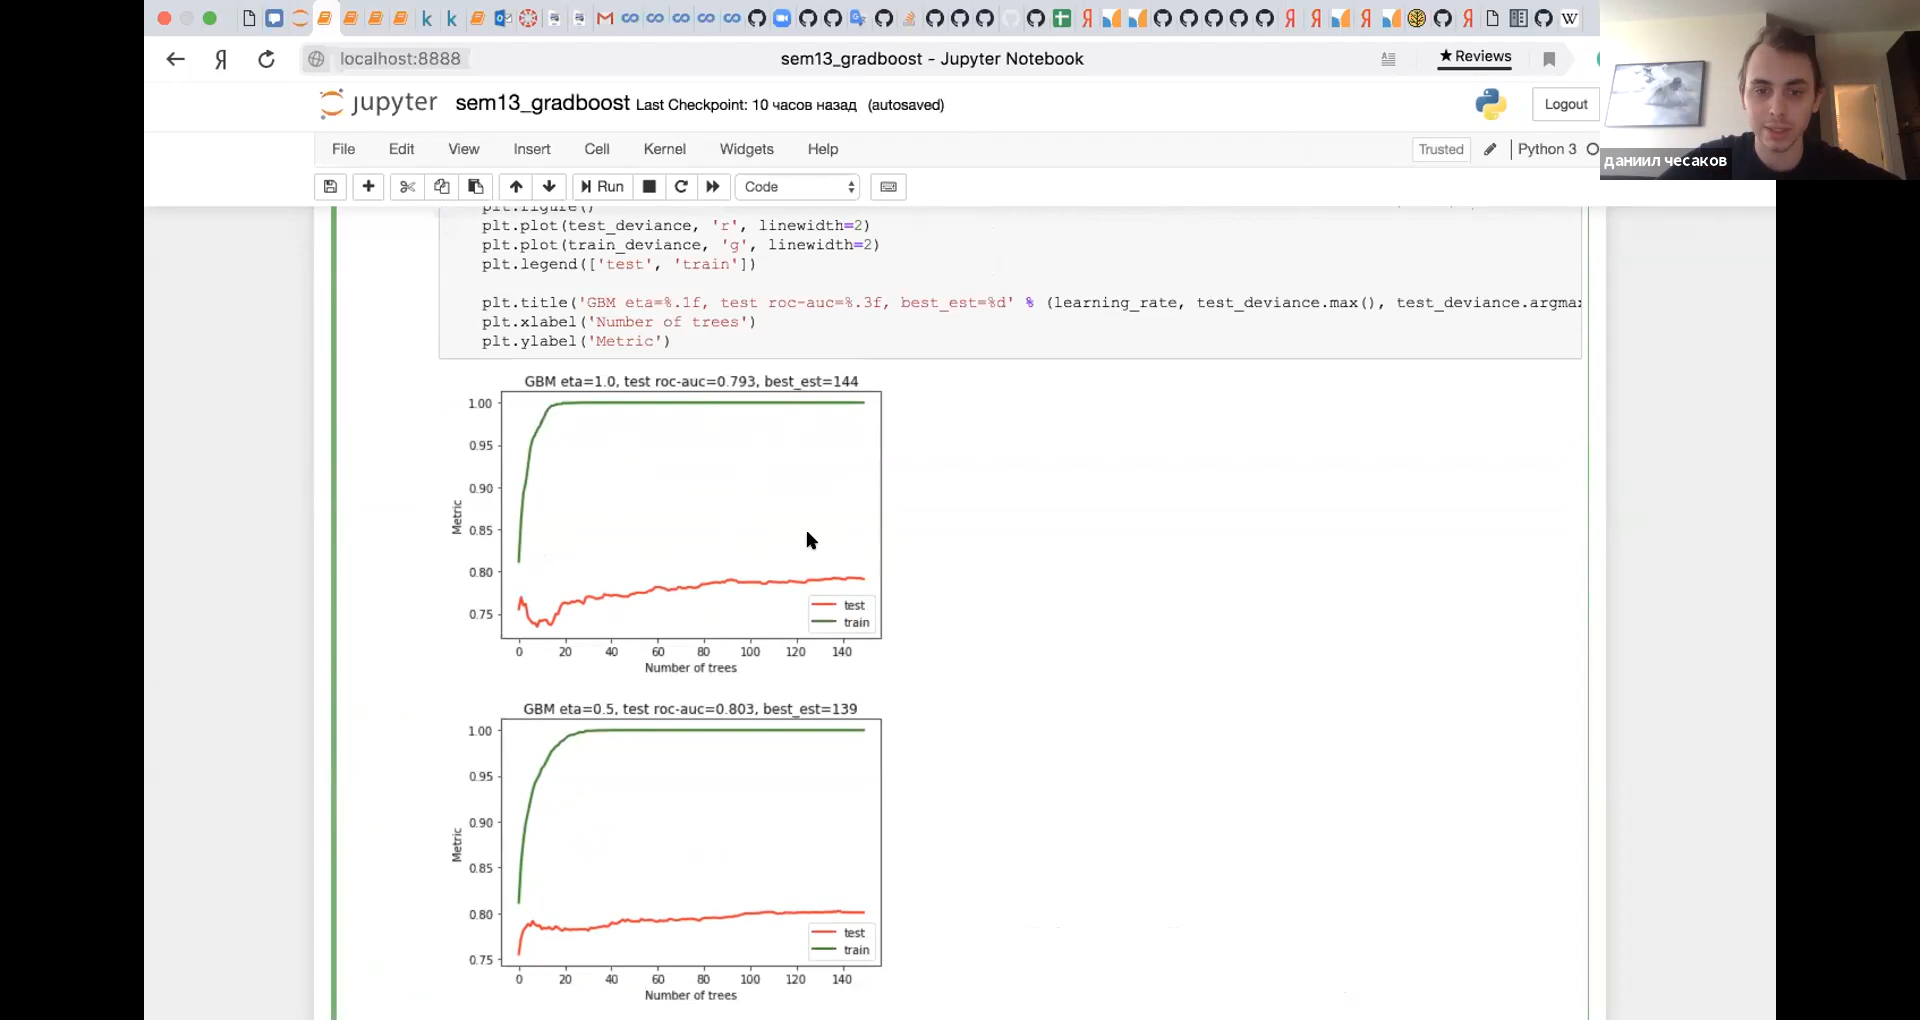 localhost:8888
sem13_gradboost - Jupyter Notebook
★ Reviews
jupyter sem13_gradboost Last Checkpoint: 10 часов назад (autosaved)
Logout
File Edit View Insert Cell Kernel Widgets Help
Trusted
Python 3
даниил чесаков
Run
Code
plt.figure()
plt.plot(test_deviance, 'r', linewidth=2)
plt.plot(train_deviance, 'g', linewidth=2)
plt.legend(['test', 'train'])
plt.title('GBM eta=%.1f, test roc-auc=%.3f, best_est=%d' % (learning_rate, test_deviance.max(), test_deviance.argmax
plt.xlabel('Number of trees')
plt.ylabel('Metric')
GBM eta=1.0, test roc-auc=0.793, best_est=144
1.00
0.95
0.90
0.85
0.80
0.75
Metric
test
train
0 20 40 60 80 100 120 140
Number of trees
GBM eta=0.5, test roc-auc=0.803, best_est=139
1.00
0.95
0.90
0.85
0.80
0.75
Metric
test
train
0 20 40 60 80 100 120 140
Number of trees